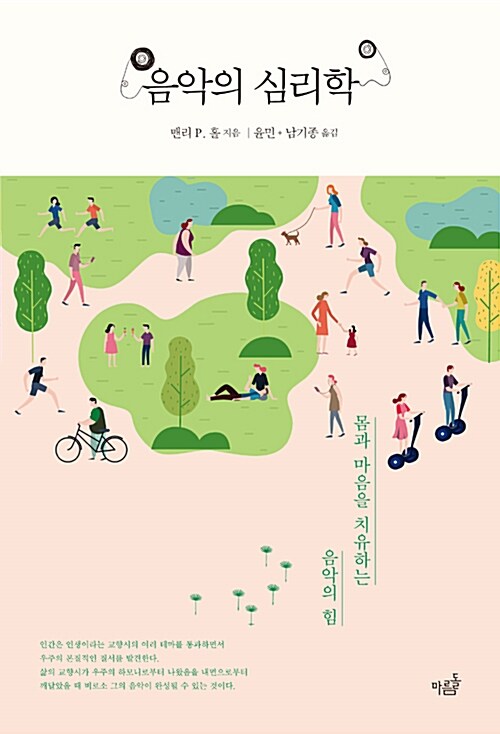 음악의 심리학
맨리 P. 홀 지음 | 윤민 + 남기종 옮김
몸과 마음을 치유하는
음악의 힘
인간은 인생이라는 교향시의 여러 테마를 통과하면서
우주의 본질적인 질서를 발견한다.
삶의 교향시가 우주의 하모니로부터 나왔음을 내면으로부터
깨달았을 때 비로소 그의 음악이 완성될 수 있는 것이다.
마름돌